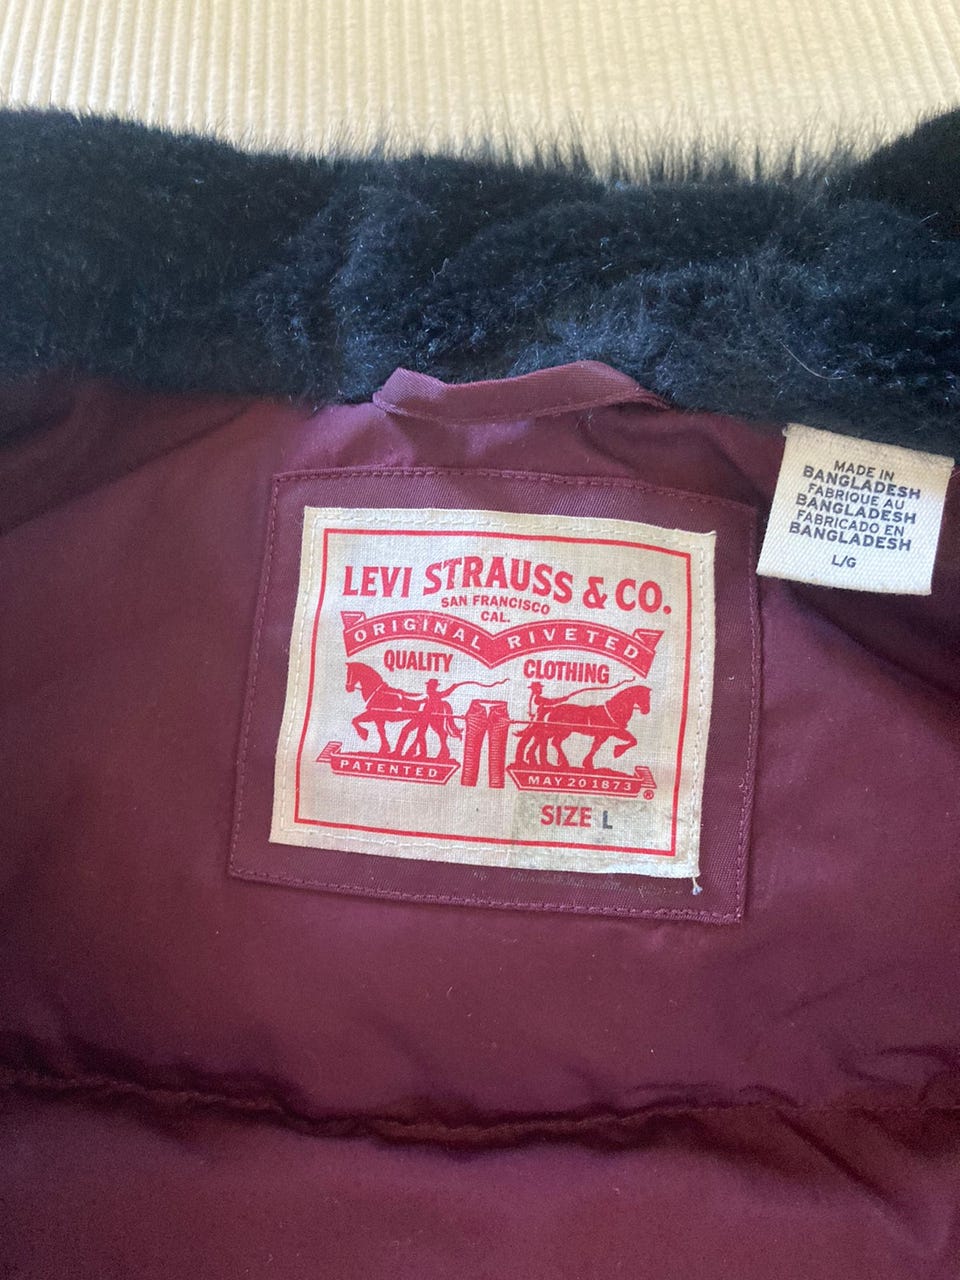 LEVI STRAUSS & CO.
SAN FRANCISCO
CAL.
ORIGINAL RIVETED
QUALITY CLOTHING
PATENTED MAY 20 1873 ®
SIZE L
MADE IN
BANGLADESH
FABRIQUE AU
BANGLADESH
FABRICADO EN
BANGLADESH
L/G